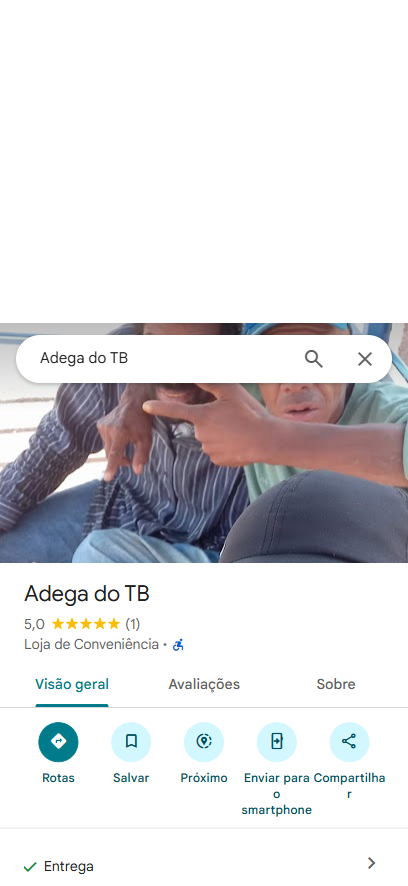 Adega do TB
Adega do TB
5,0 (1)
Loja de Conveniência ·
Visão geral Avaliações Sobre
Rotas Salvar Próximo Enviar para o smartphone Compartilhar
Entrega